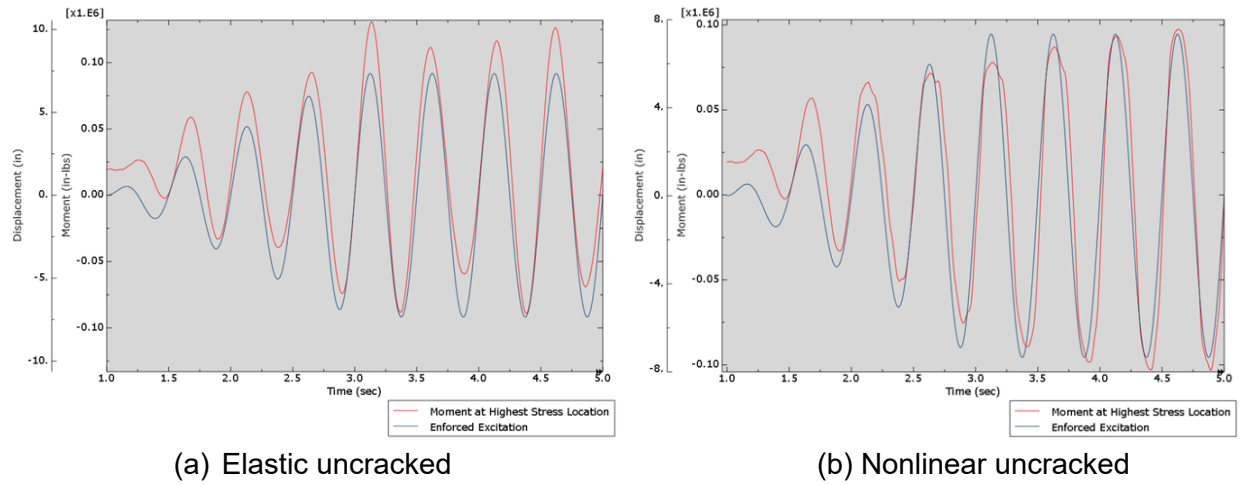 [x1.E6]
10.
5.
0.
-5.
-10.
Displacement (in)
Moment (in-lbs)
0.10
0.05
0.00
-0.05
-0.10
1.0 1.5 2.0 2.5 3.0 3.5 4.0 4.5 5.0
Time (sec)
Moment at Highest Stress Location
Enforced Excitation
(a) Elastic uncracked
[x1.E6]
8.
4.
0.
-4.
-8.
Displacement (in)
Moment (in-lbs)
0.10
0.05
0.00
-0.05
-0.10
1.0 1.5 2.0 2.5 3.0 3.5 4.0 4.5 5.0
Time (sec)
Moment at Highest Stress Location
Enforced Excitation
(b) Nonlinear uncracked